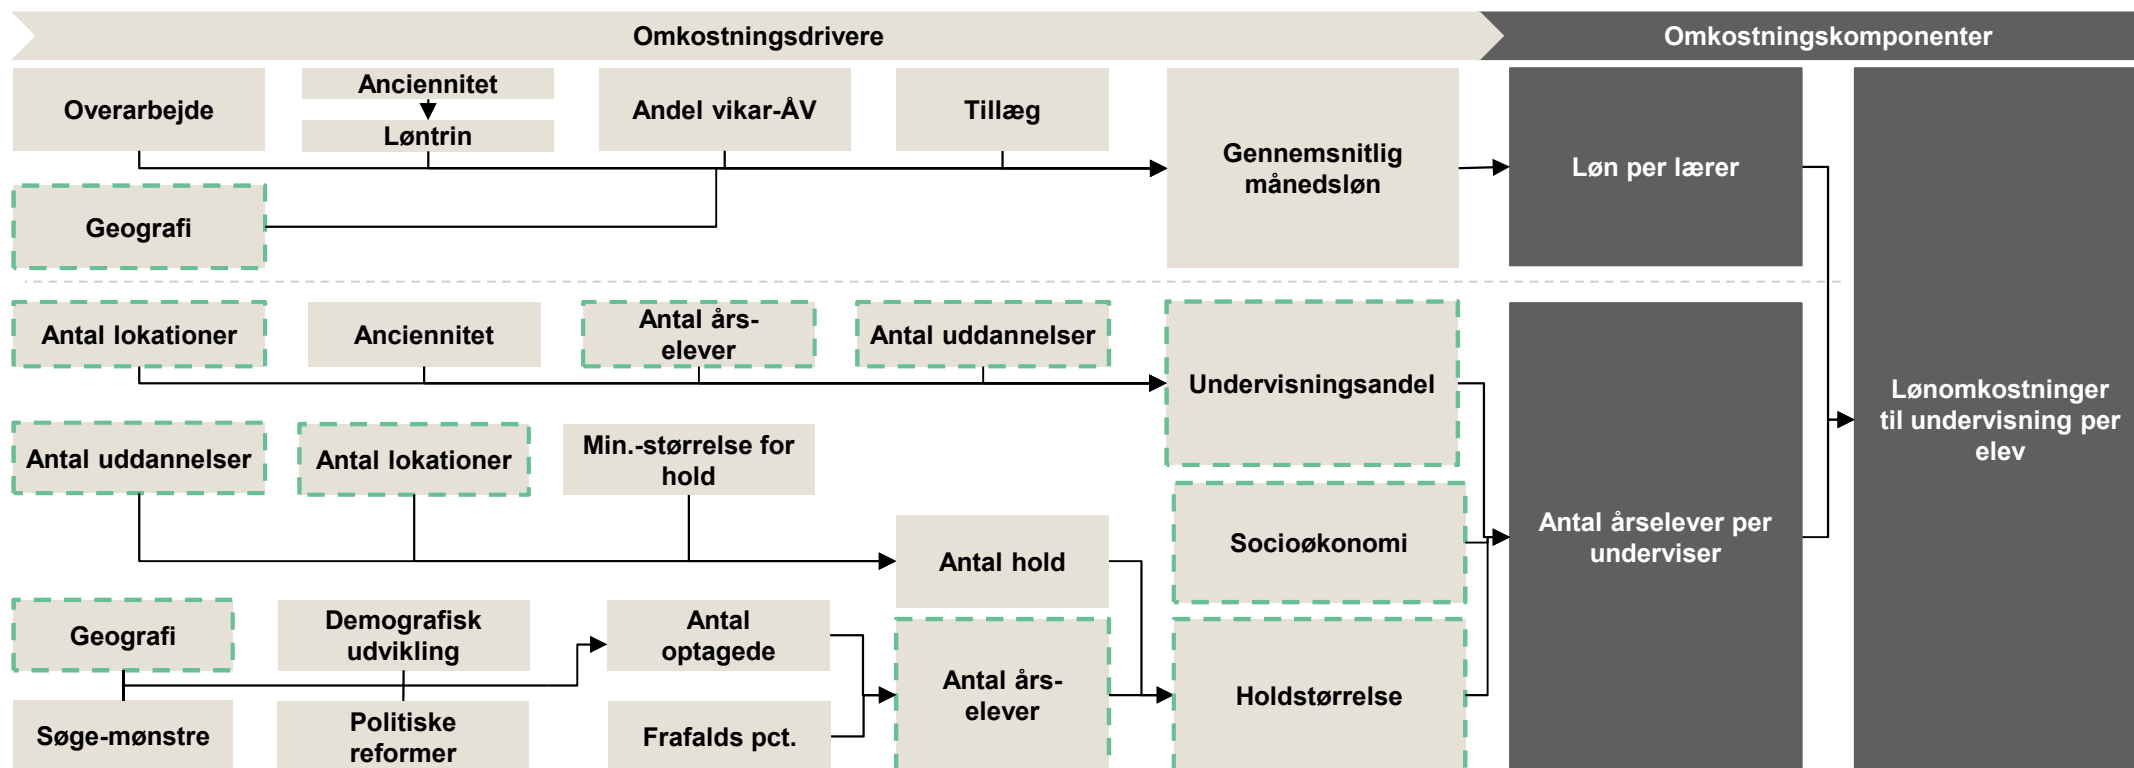 Omkostningsdrivere
Omkostningskomponenter
Overarbejde
Anciennitet
Løntrin
Andel vikar-ÅV
Tillæg
Gennemsnitlig
månedsløn
Løn per lærer
Geografi
Antal lokationer
Anciennitet
Antal års-
elever
Antal uddannelser
Undervisningsandel
Lønomkostninger
til undervisning per
elev
Antal uddannelser
Antal lokationer
Min.-størrelse for
hold
Socioøkonomi
Antal årselever per
underviser
Antal hold
Geografi
Demografisk
udvikling
Antal
optagede
Antal års-
elever
Holdstørrelse
Søge-mønstre
Politiske
reformer
Frafalds pct.